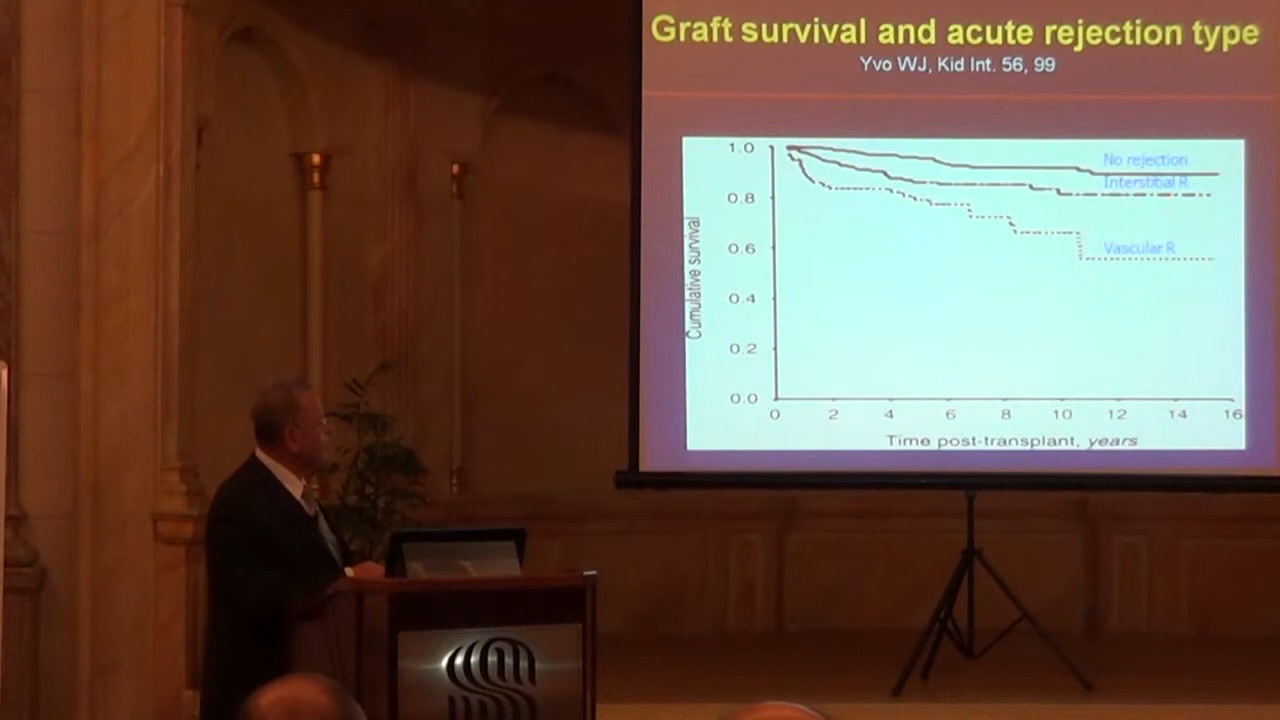 Graft survival and acute rejection type
Yvo WJ, Kid Int. 56, 99
1.0
0.8
0.6
0.4
0.2
0.0
Cumulative survival
No rejection
Interstitial R
Vascular R
0 2 4 6 8 10 12 14 16
Time post-transplant, years